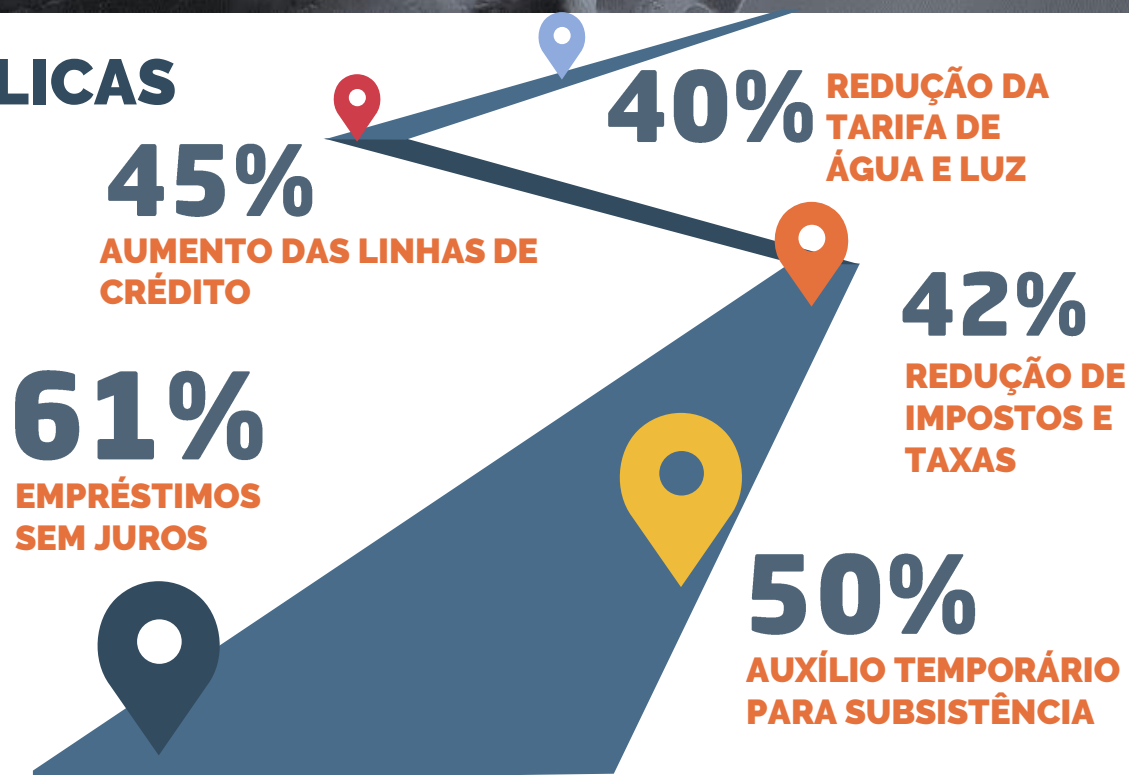 LICAS
40%
REDUÇÃO DA
TARIFA DE
ÁGUA E LUZ
45%
AUMENTO DAS LINHAS DE
CRÉDITO
42%
REDUÇÃO DE
IMPOSTOS E
TAXAS
61%
EMPRÉSTIMOS
SEM JUROS
50%
AUXÍLIO TEMPORÁRIO
PARA SUBSISTÊNCIA